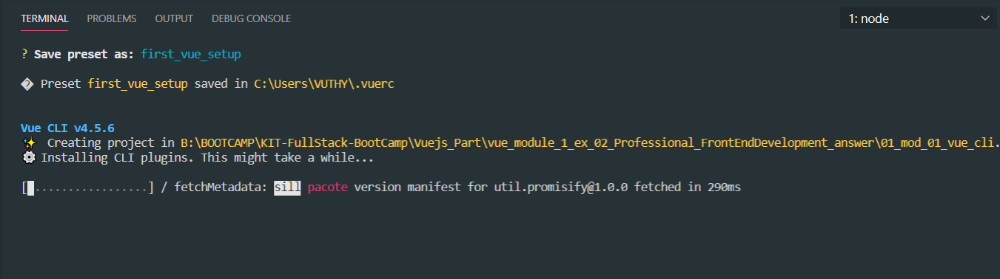 TERMINAL PROBLEMS OUTPUT DEBUG CONSOLE 1: node
? Save preset as: first_vue_setup
� Preset first_vue_setup saved in C:\Users\VUTHY\.vuerc
Vue CLI v4.5.6
✨ Creating project in B:\BOOTCAMP\KIT-FullStack-BootCamp\Vuejs_Part\vue_module_1_ex_02_Professional_FrontEndDevelopment_answer\01_mod_01_vue_cli.
⚙ Installing CLI plugins. This might take a while...
[ .................] / fetchMetadata: sill pacote version manifest for util.promisify@1.0.0 fetched in 290ms